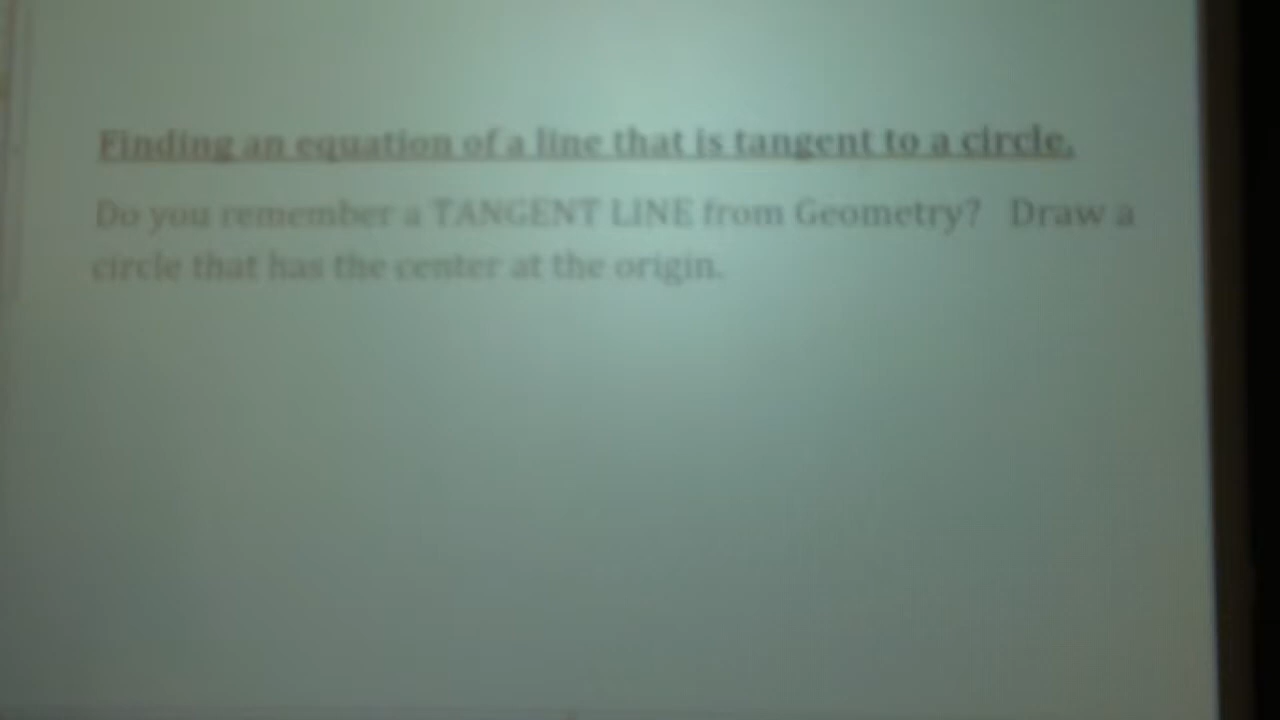 Finding an equation of a line that is tangent to a circle.
Do you remember a TANGENT LINE from Geometry? Draw a
circle that has the center at the origin.